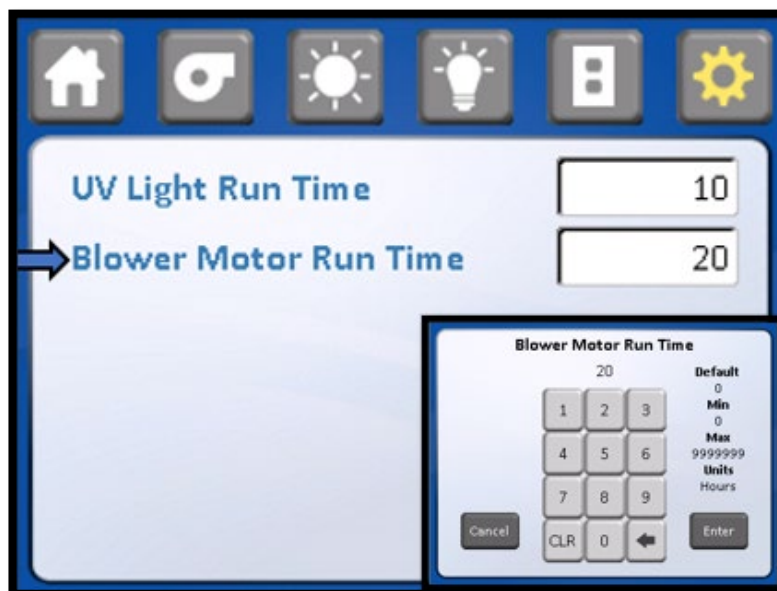 UV Light Run Time 10
Blower Motor Run Time 20
Blower Motor Run Time
20
Default
0
Min
0
Max
9999999
Units
Hours
1 2 3
4 5 6
7 8 9
Cancel CLR 0 Enter